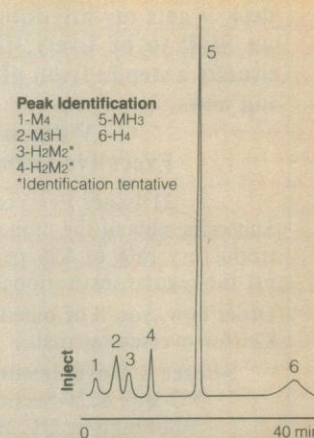 5
Peak Identification
1-M4 5-MH3
2-M3H 6-H4
3-H2M2*
4-H2M2*
*Identification tentative
1
2
3
4
6
Inject
0 40 min